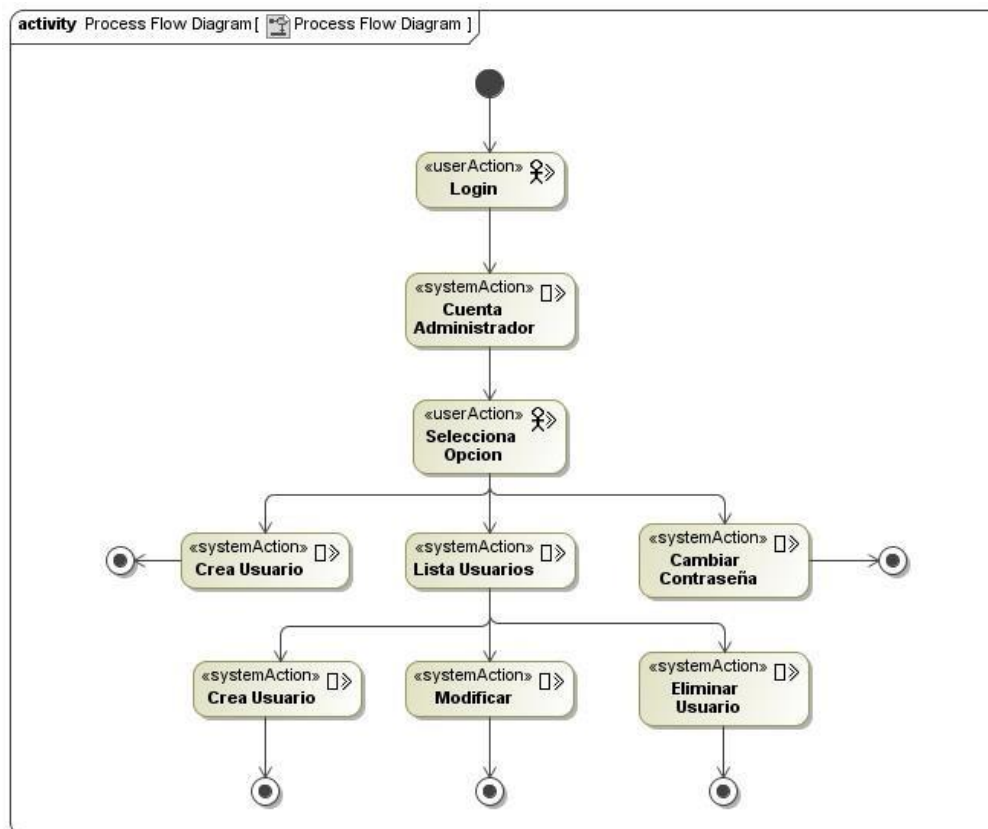 activity Process Flow Diagram [ Process Flow Diagram ]
«userAction»
Login
«systemAction»
Cuenta
Administrador
«userAction»
Selecciona
Opcion
«systemAction»
Crea Usuario
«systemAction»
Lista Usuarios
«systemAction»
Cambiar
Contraseña
«systemAction»
Crea Usuario
«systemAction»
Modificar
«systemAction»
Eliminar
Usuario